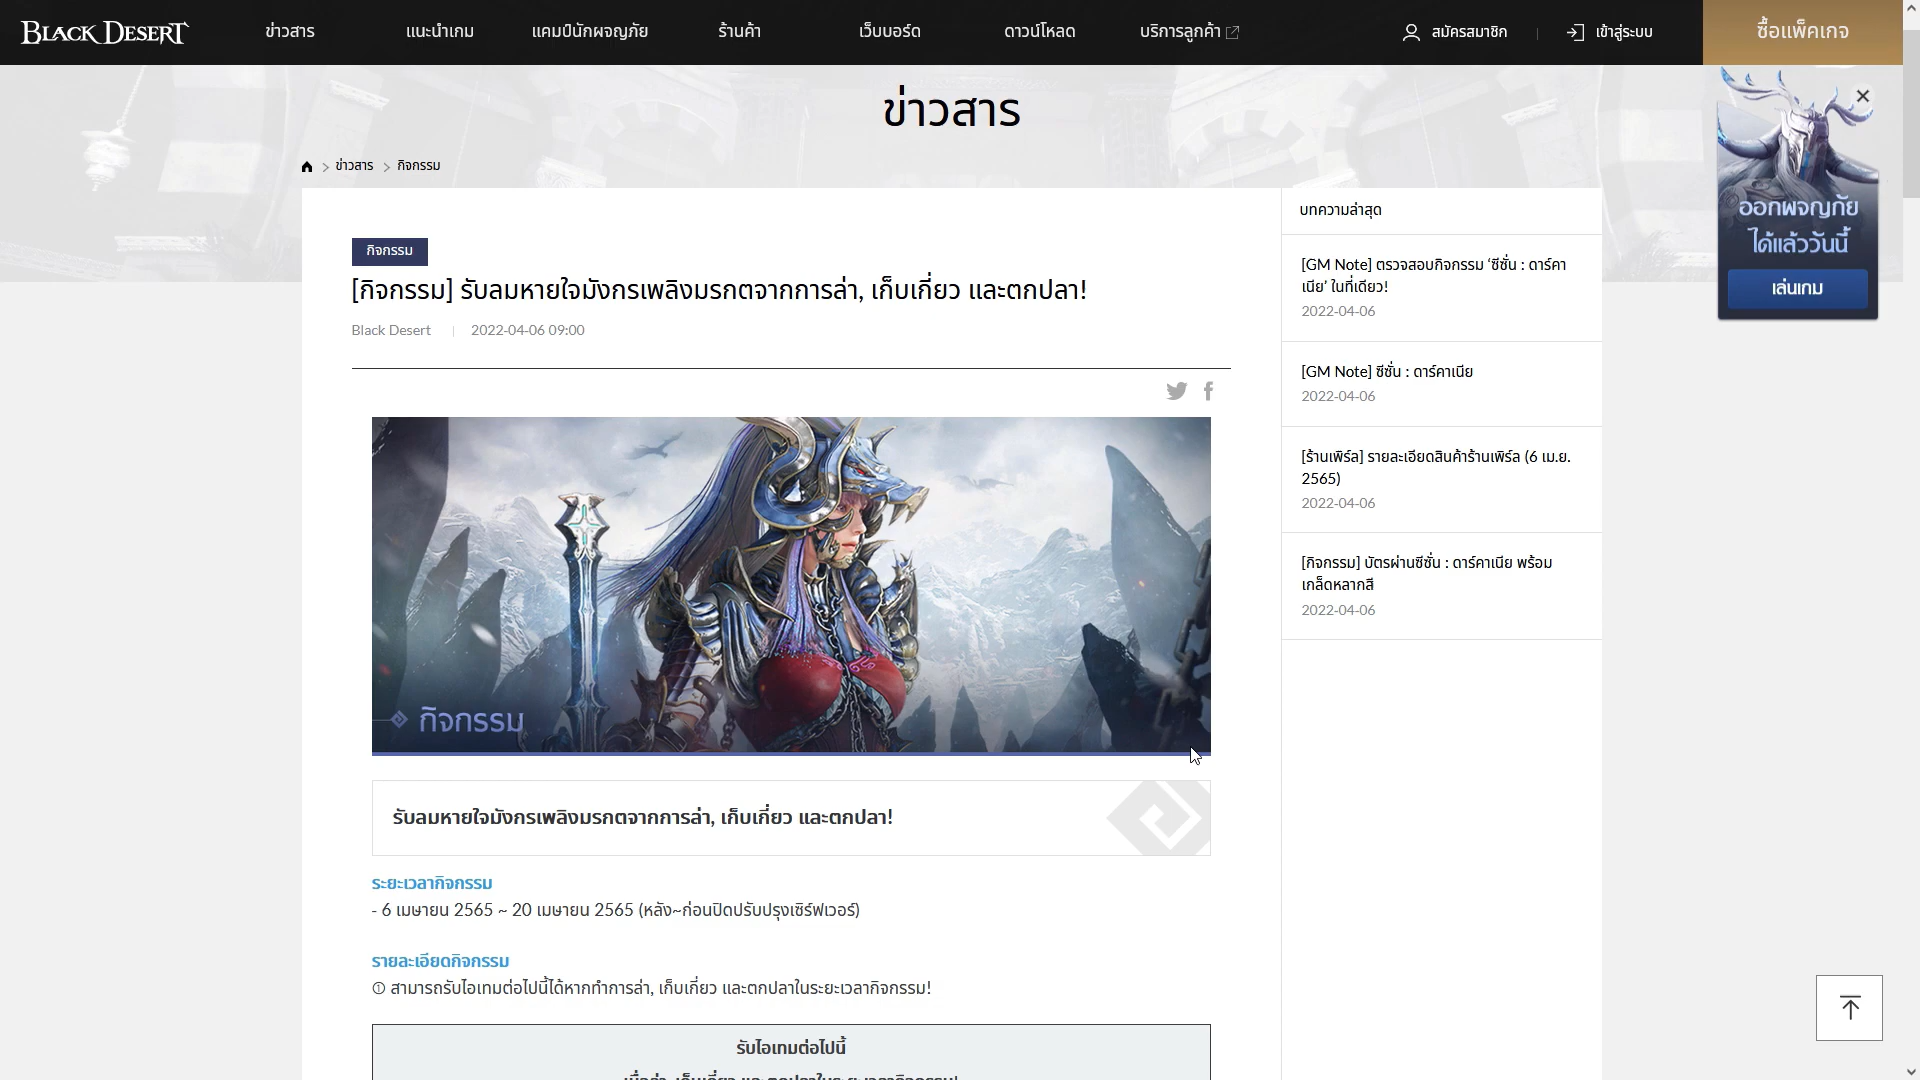 BLACK DESERT
ข่าวสาร
แนะนำเกม
แคมป์นักผจญภัย
ร้านค้า
เว็บบอร์ด
ดาวน์โหลด
บริการลูกค้า
สมัครสมาชิก
เข้าสู่ระบบ
ซื้อแพ็คเกจ
ข่าวสาร
ข่าวสาร
กิจกรรม
กิจกรรม
[กิจกรรม] รับลมหายใจมังกรเพลิงมรกตจากการล่า, เก็บเกี่ยว และตกปลา!
Black Desert
2022-04-06 09:00
กิจกรรม
รับลมหายใจมังกรเพลิงมรกตจากการล่า, เก็บเกี่ยว และตกปลา!
ระยะเวลากิจกรรม
- 6 เมษายน 2565 ~ 20 เมษายน 2565 (หลัง~ก่อนปิดปรับปรุงเซิร์ฟเวอร์)
รายละเอียดกิจกรรม
① สามารถรับไอเทมต่อไปนี้ได้หากทำการล่า, เก็บเกี่ยว และตกปลาในระยะเวลากิจกรรม!
รับไอเทมต่อไปนี้
บทความล่าสุด
[GM Note] ตรวจสอบกิจกรรม ‘ซีซั่น : ดาร์คา
เนีย’ ในที่เดียว!
2022-04-06
[GM Note] ซีซั่น : ดาร์คาเนีย
2022-04-06
[ร้านเพิร์ล] รายละเอียดสินค้าร้านเพิร์ล (6 เม.ย.
2565)
2022-04-06
[กิจกรรม] บัตรผ่านซีซั่น : ดาร์คาเนีย พร้อม
เกล็ดหลากสี
2022-04-06
ออกผจญภัย
ได้แล้ววันนี้
เล่นเกม